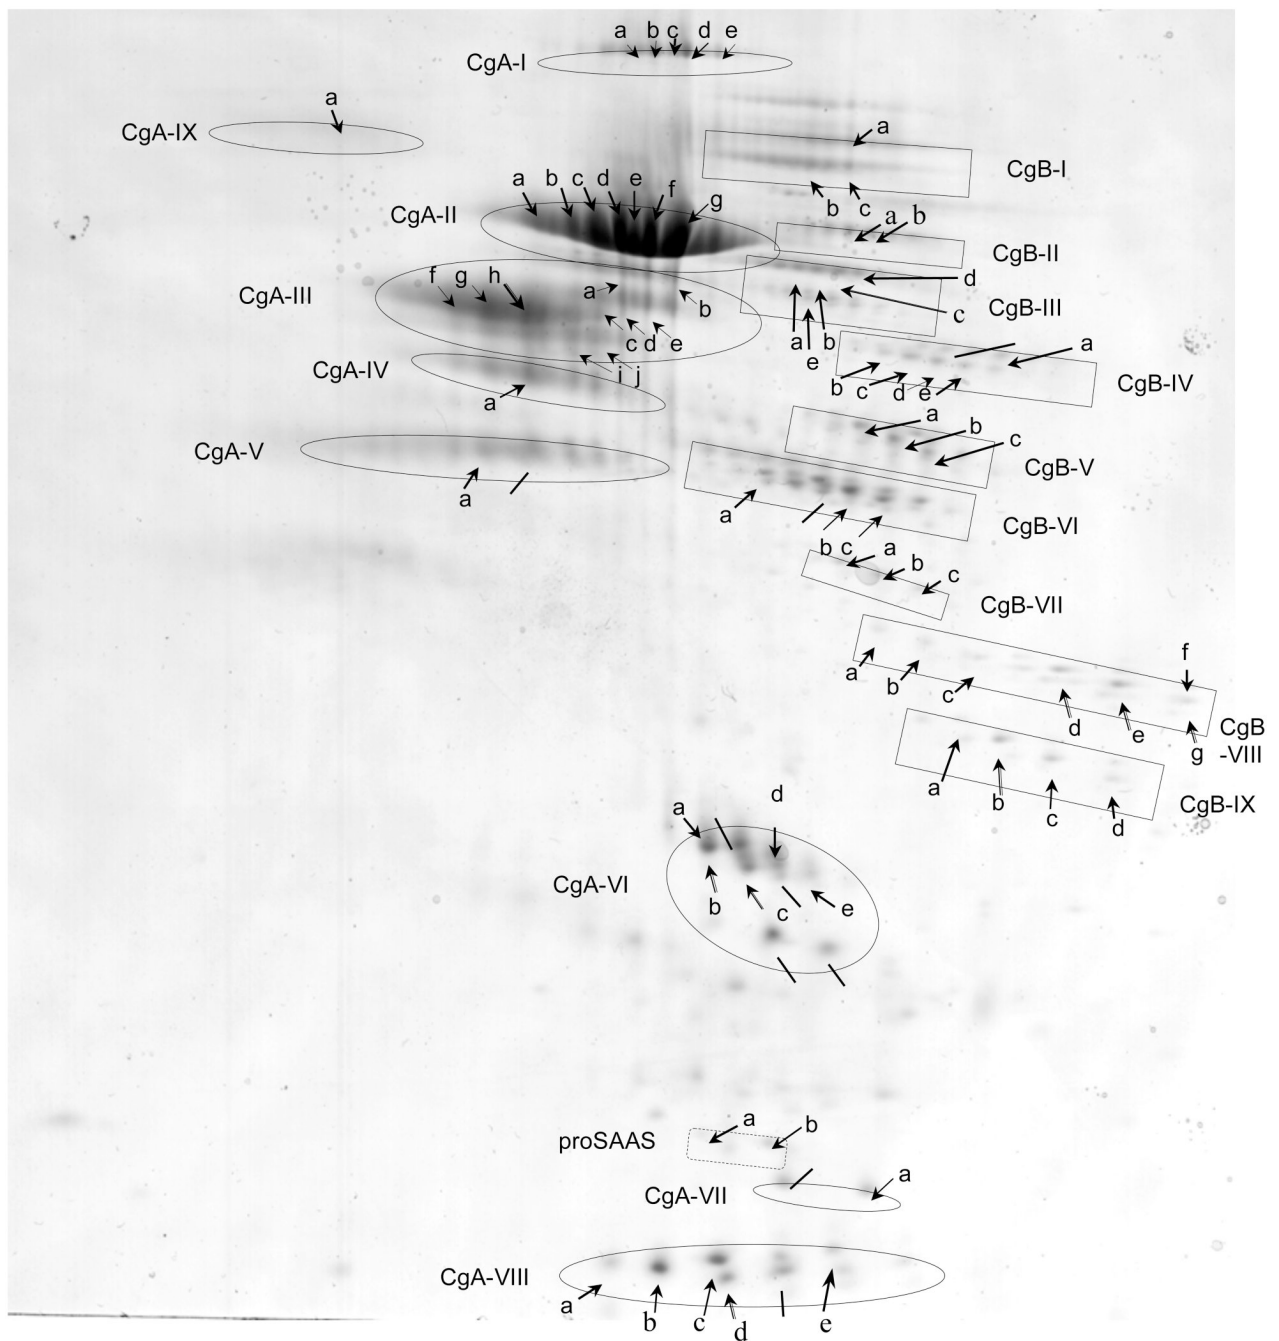 a b c d e
CgA-I
a
CgA-IX
a
CgB-I
b c
a b c d e f g
CgA-II
a b
CgB-II
f g h
CgA-III
a b
c d e
i j
d
c
CgB-III
a b
e
CgA-IV
a
a
b c d e
CgB-IV
CgA-V
a
a
b
c
CgB-V
a
b c
CgB-VI
a
b
c
CgB-VII
f
a b c d e g
CgB
-VIII
a b c d
CgB-IX
d
a
CgA-VI
b c e
a b
proSAAS
a
CgA-VII
CgA-VIII
a b c d e